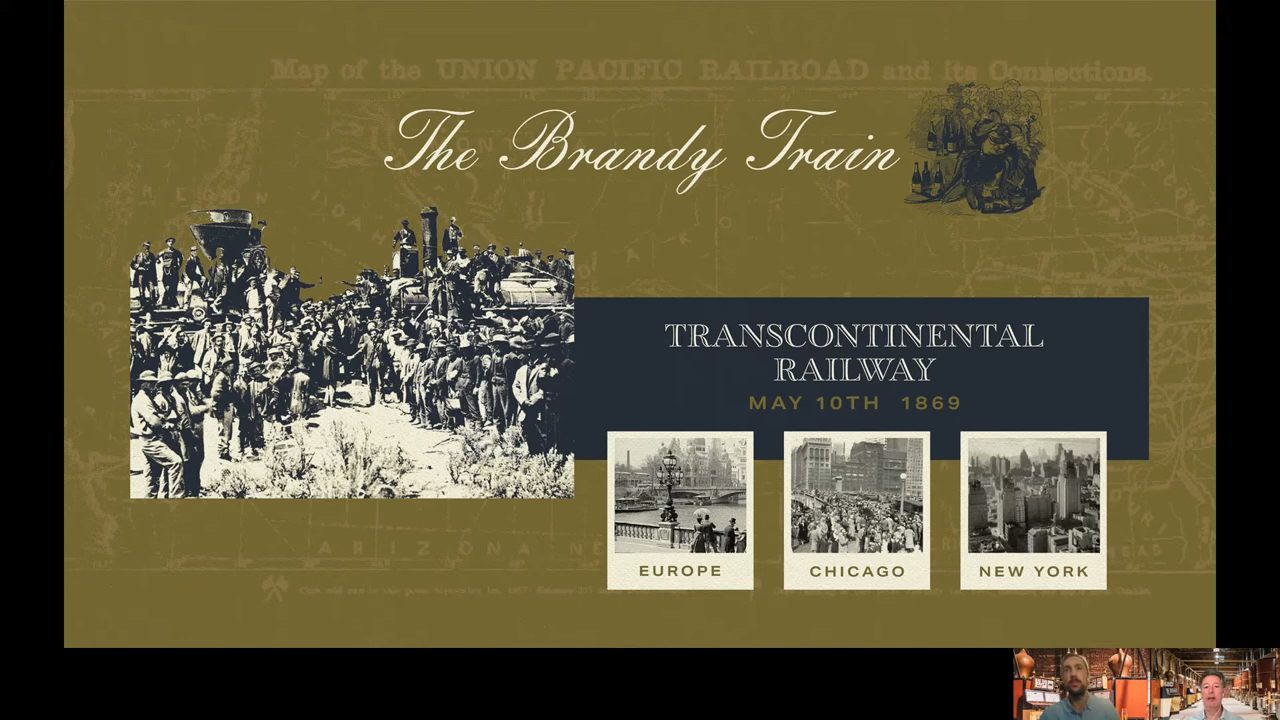 Map of the UNION PACIFIC RAILROAD and its Connections.
The Brandy Train
TRANSCONTINENTAL
RAILWAY
MAY 10TH 1869
EUROPE
CHICAGO
NEW YORK
ARIZONA NE